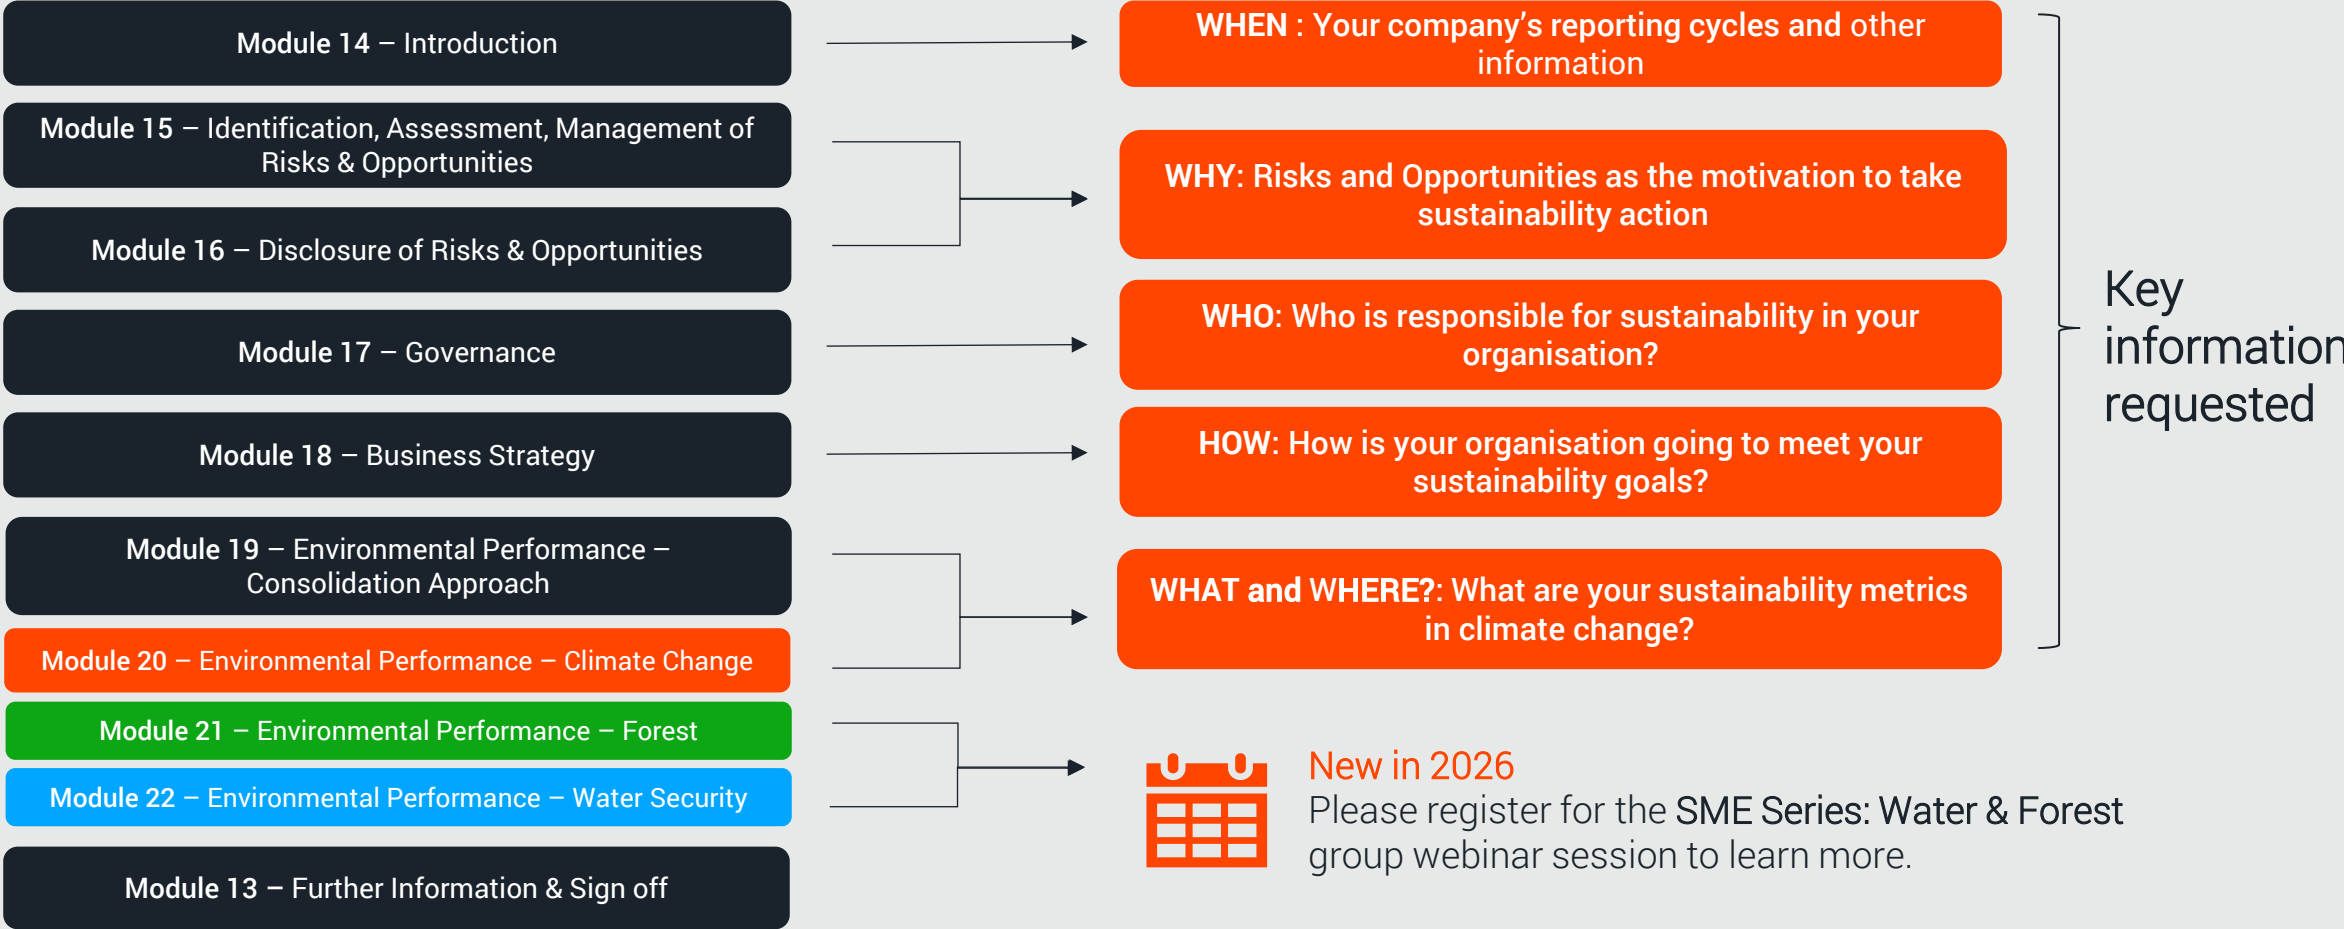 Module 14 – Introduction
WHEN : Your company’s reporting cycles and other
information
Module 15 – Identification, Assessment, Management of
Risks & Opportunities
Module 16 – Disclosure of Risks & Opportunities
WHY: Risks and Opportunities as the motivation to take
sustainability action
Module 17 – Governance
WHO: Who is responsible for sustainability in your
organisation?
Module 18 – Business Strategy
HOW: How is your organisation going to meet your
sustainability goals?
Module 19 – Environmental Performance –
Consolidation Approach
Module 20 – Environmental Performance – Climate Change
WHAT and WHERE?: What are your sustainability metrics
in climate change?
Key
information
requested
Module 21 – Environmental Performance – Forest
Module 22 – Environmental Performance – Water Security
New in 2026
Please register for the SME Series: Water & Forest
group webinar session to learn more.
Module 13 – Further Information & Sign off